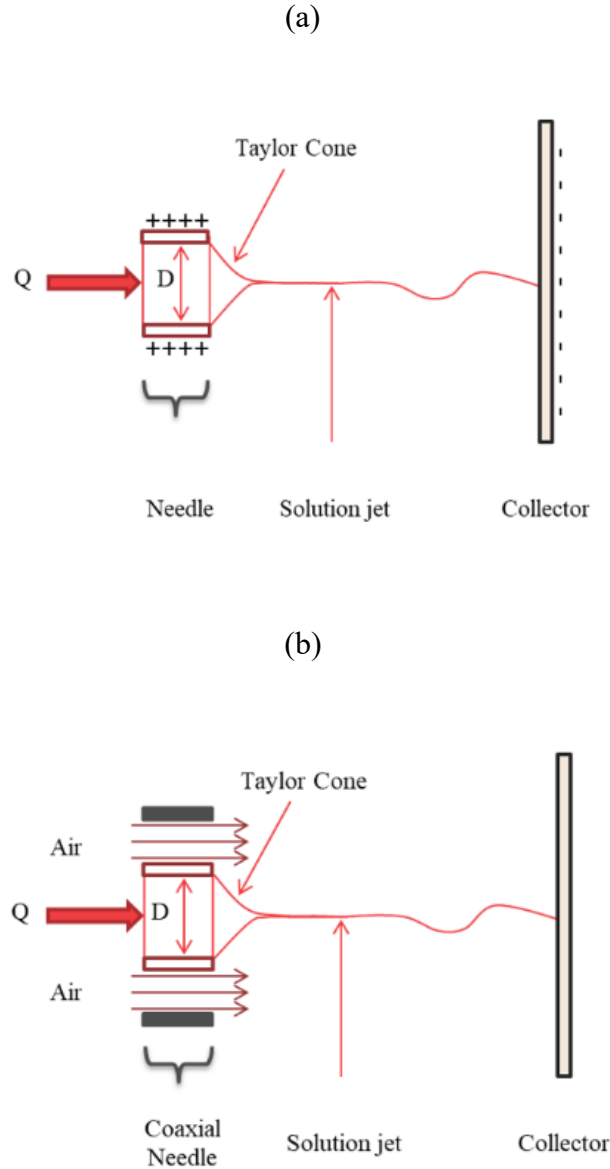 (a)
Taylor Cone
++++
Q
D
++++
Needle
Solution jet
Collector
(b)
Taylor Cone
Air
Q
D
Air
Coaxial
Needle
Solution jet
Collector